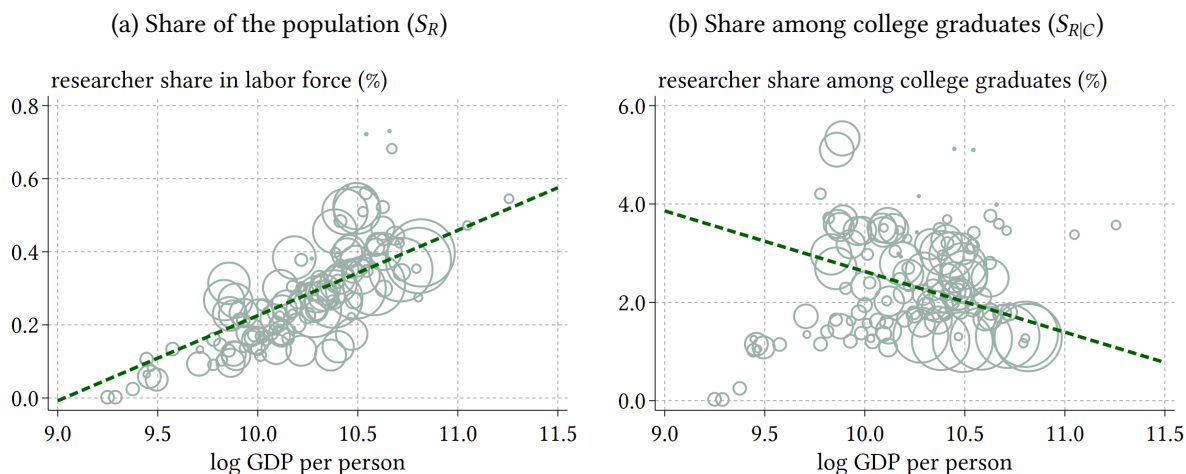 (a) Share of the population (S_R)
researcher share in labor force (%)
0.8
0.6
0.4
0.2
0.0
9.0 9.5 10.0 10.5 11.0 11.5
log GDP per person
(b) Share among college graduates (S_{R|C})
researcher share among college graduates (%)
6.0
4.0
2.0
0.0
9.0 9.5 10.0 10.5 11.0 11.5
log GDP per person